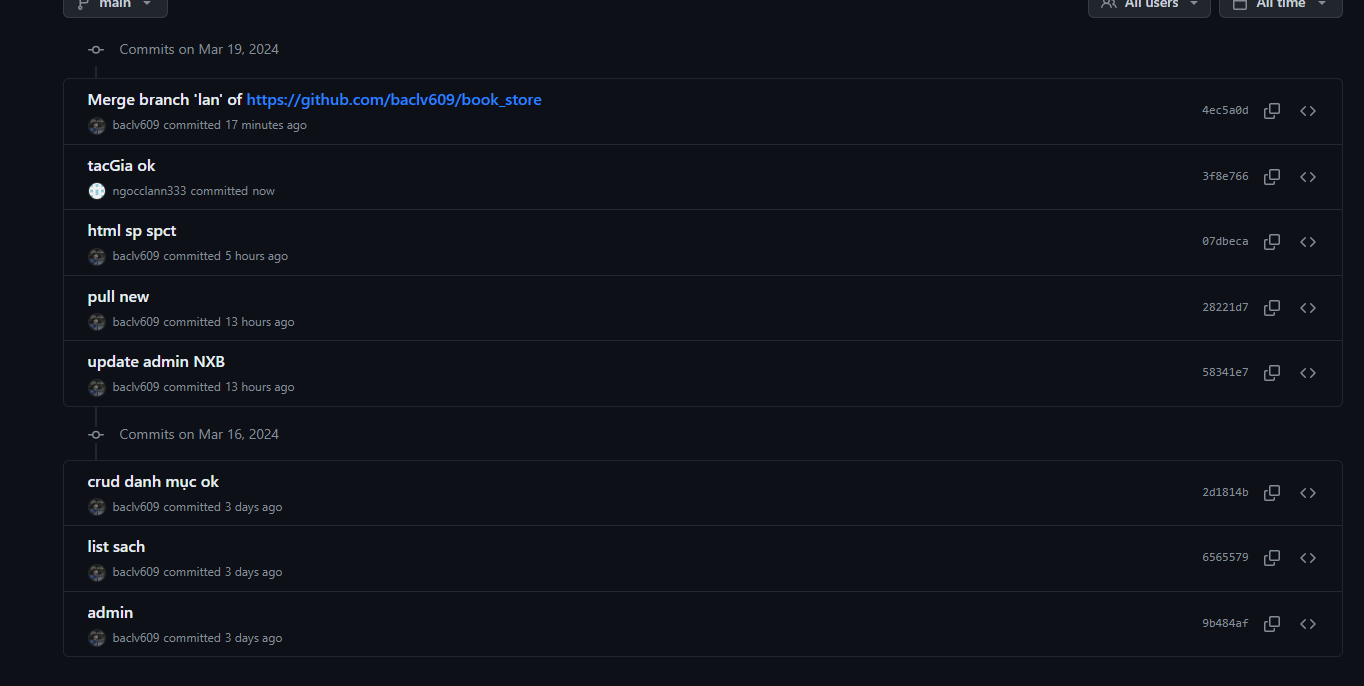 main
All users
All time
Commits on Mar 19, 2024
Merge branch 'lan' of https://github.com/baclv609/book_store
baclv609 committed 17 minutes ago
4ec5a0d
tacGia ok
ngocclann333 committed now
3f8e766
html sp spct
baclv609 committed 5 hours ago
07dbeca
pull new
baclv609 committed 13 hours ago
28221d7
update admin NXB
baclv609 committed 13 hours ago
58341e7
Commits on Mar 16, 2024
crud danh mục ok
baclv609 committed 3 days ago
2d1814b
list sach
baclv609 committed 3 days ago
6565579
admin
baclv609 committed 3 days ago
9b484af